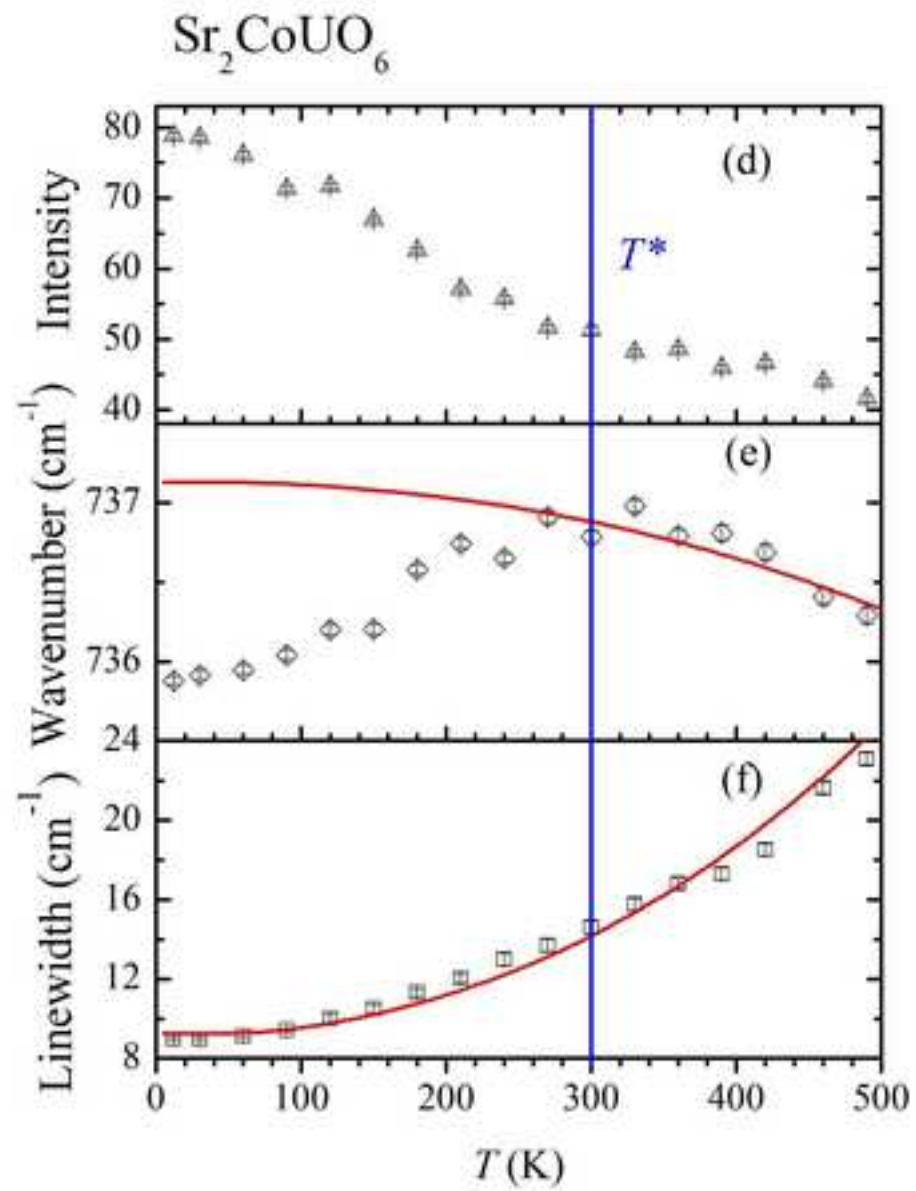 Sr₂CoUO₆
80
70
60
50
40
Intensity
(d)
T*
737
736
Wavenumber (cm⁻¹)
(e)
24
20
16
12
8
Linewidth (cm⁻¹)
(f)
0 100 200 300 400 500
T (K)